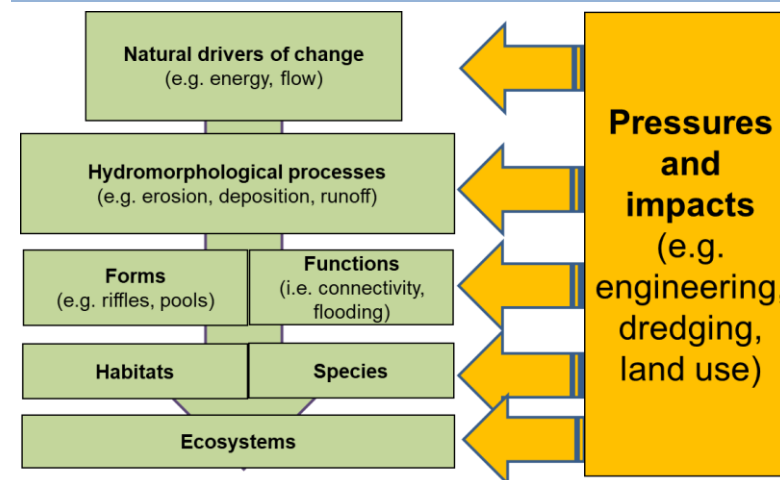 Natural drivers of change
(e.g. energy, flow)
Hydromorphological processes
(e.g. erosion, deposition, runoff)
Forms
(e.g. riffles, pools)
Functions
(i.e. connectivity,
flooding)
Habitats
Species
Ecosystems
Pressures
and
impacts
(e.g.
engineering,
dredging,
land use)